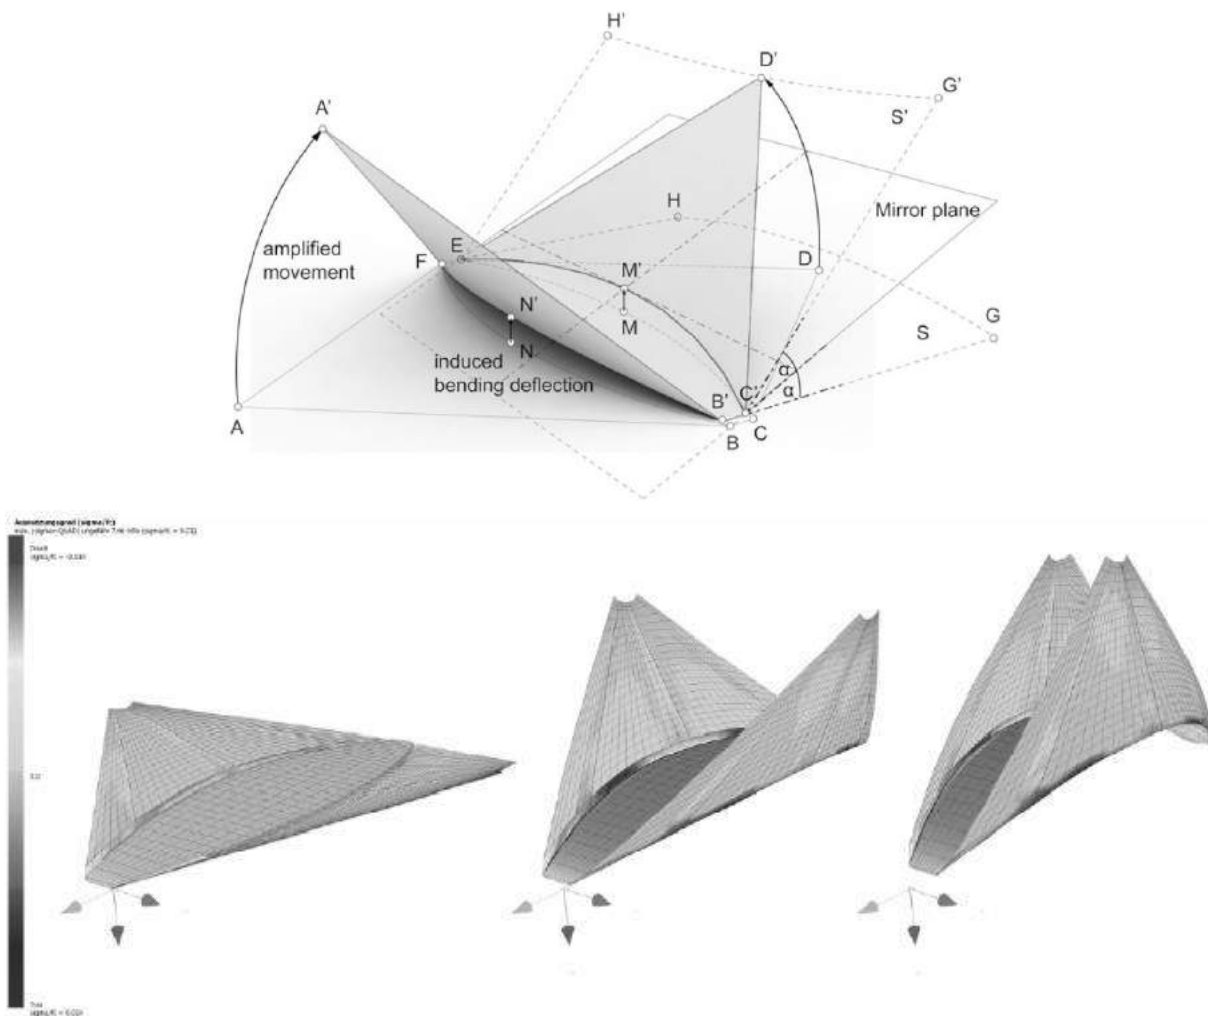 H'
D'
G'
A'
S'
H
Mirror plane
amplified
movement
E
F
D
M'
N'
M
G
N
S
induced
bending deflection
α
α
B'
C'
A
B
C